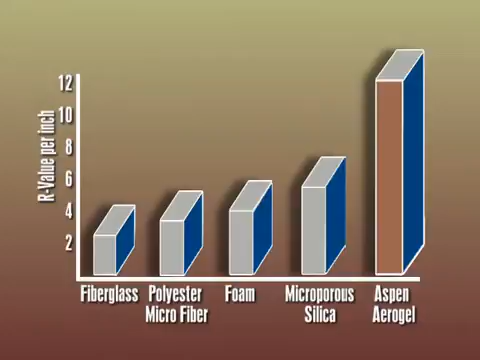 R-Value per inch
12
10
8
6
4
2
Fiberglass
Polyester
Micro Fiber
Foam
Microporous
Silica
Aspen
Aerogel